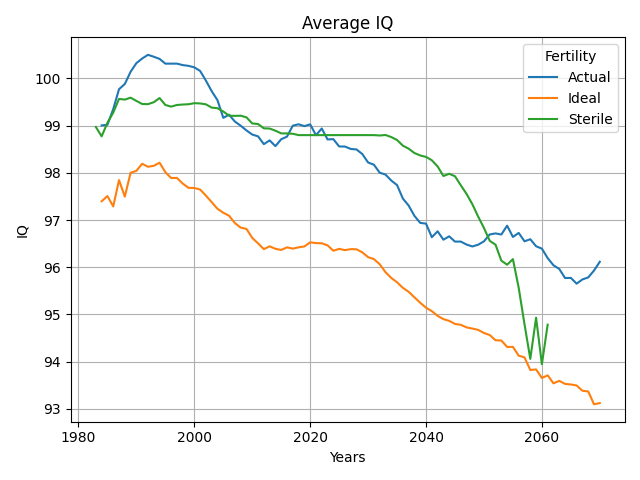 Average IQ
Fertility
Actual
Ideal
Sterile
IQ
100
99
98
97
96
95
94
93
1980
2000
2020
2040
2060
Years